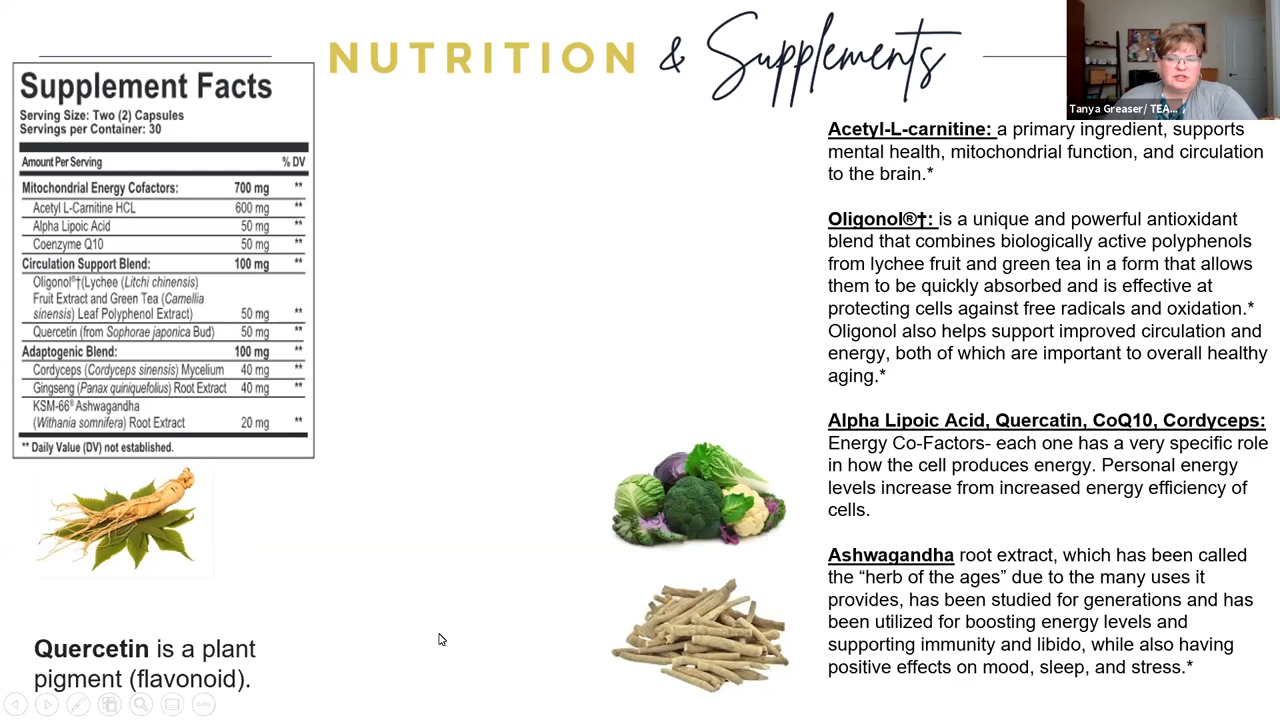 NUTRITION & Supplements
Tanya Greaser/ TEA...
Supplement Facts
Serving Size: Two (2) Capsules
Servings per Container: 30
Amount Per Serving % DV
Mitochondrial Energy Cofactors: 700 mg **
Acetyl L-Carnitine HCL 600 mg **
Alpha Lipoic Acid 50 mg **
Coenzyme Q10 50 mg **
Circulation Support Blend: 100 mg **
Oligonol®†(Lychee (Litchi chinensis)
Fruit Extract and Green Tea (Camellia
sinensis) Leaf Polyphenol Extract) 50 mg **
Quercetin (from Sophorae japonica Bud) 50 mg **
Adaptogenic Blend: 100 mg **
Cordyceps (Cordyceps sinensis) Mycelium 40 mg **
Gingseng (Panax quiniquefolius) Root Extract 40 mg **
KSM-66® Ashwagandha
(Withania somnifera) Root Extract 20 mg **
** Daily Value (DV) not established.
Quercetin is a plant
pigment (flavonoid).
Acetyl-L-carnitine: a primary ingredient, supports
mental health, mitochondrial function, and circulation
to the brain.*
Oligonol®†: is a unique and powerful antioxidant
blend that combines biologically active polyphenols
from lychee fruit and green tea in a form that allows
them to be quickly absorbed and is effective at
protecting cells against free radicals and oxidation.*
Oligonol also helps support improved circulation and
energy, both of which are important to overall healthy
aging.*
Alpha Lipoic Acid, Quercatin, CoQ10, Cordyceps:
Energy Co-Factors- each one has a very specific role
in how the cell produces energy. Personal energy
levels increase from increased energy efficiency of
cells.
Ashwagandha root extract, which has been called
the “herb of the ages” due to the many uses it
provides, has been studied for generations and has
been utilized for boosting energy levels and
supporting immunity and libido, while also having
positive effects on mood, sleep, and stress.*